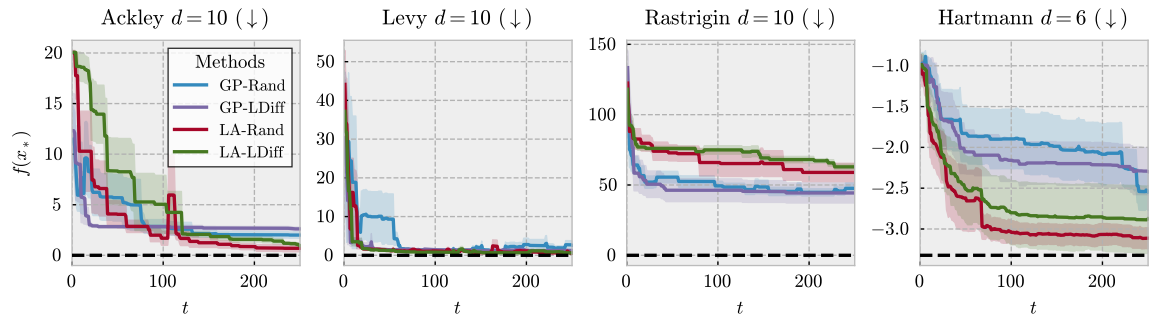 Ackley d = 10 (↓)
Levy d = 10 (↓)
Rastrigin d = 10 (↓)
Hartmann d = 6 (↓)
f(x*)
20
15
10
5
0
Methods
GP-Rand
GP-LDiff
LA-Rand
LA-LDiff
0
100
200
t
50
40
30
20
10
0
0
100
200
t
150
100
50
0
0
100
200
t
−1.0
−1.5
−2.0
−2.5
−3.0
0
100
200
t